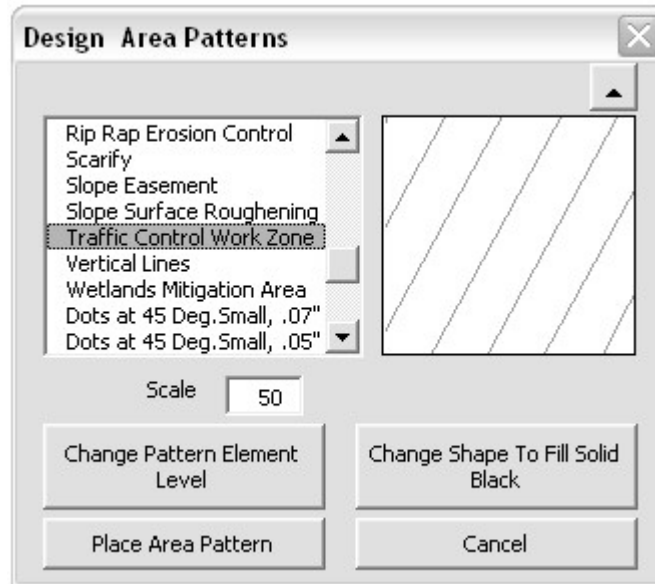 Design Area Patterns
Rip Rap Erosion Control
Scarify
Slope Easement
Slope Surface Roughening
Traffic Control Work Zone
Vertical Lines
Wetlands Mitigation Area
Dots at 45 Deg.Small, .07"
Dots at 45 Deg.Small, .05"
Scale 50
Change Pattern Element
Level
Change Shape To Fill Solid
Black
Place Area Pattern
Cancel